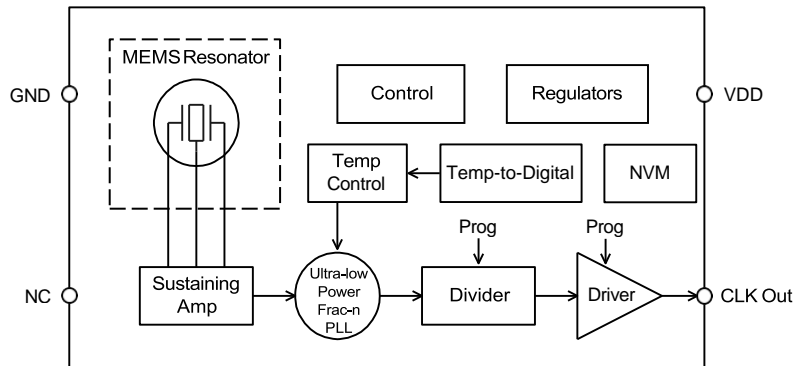 MEMS Resonator
GND
Control
Regulators
VDD
Temp
Control
Temp-to-Digital
NVM
Prog
Prog
NC
Sustaining
Amp
Ultra-low
Power
Frac-n
PLL
Divider
Driver
CLK Out